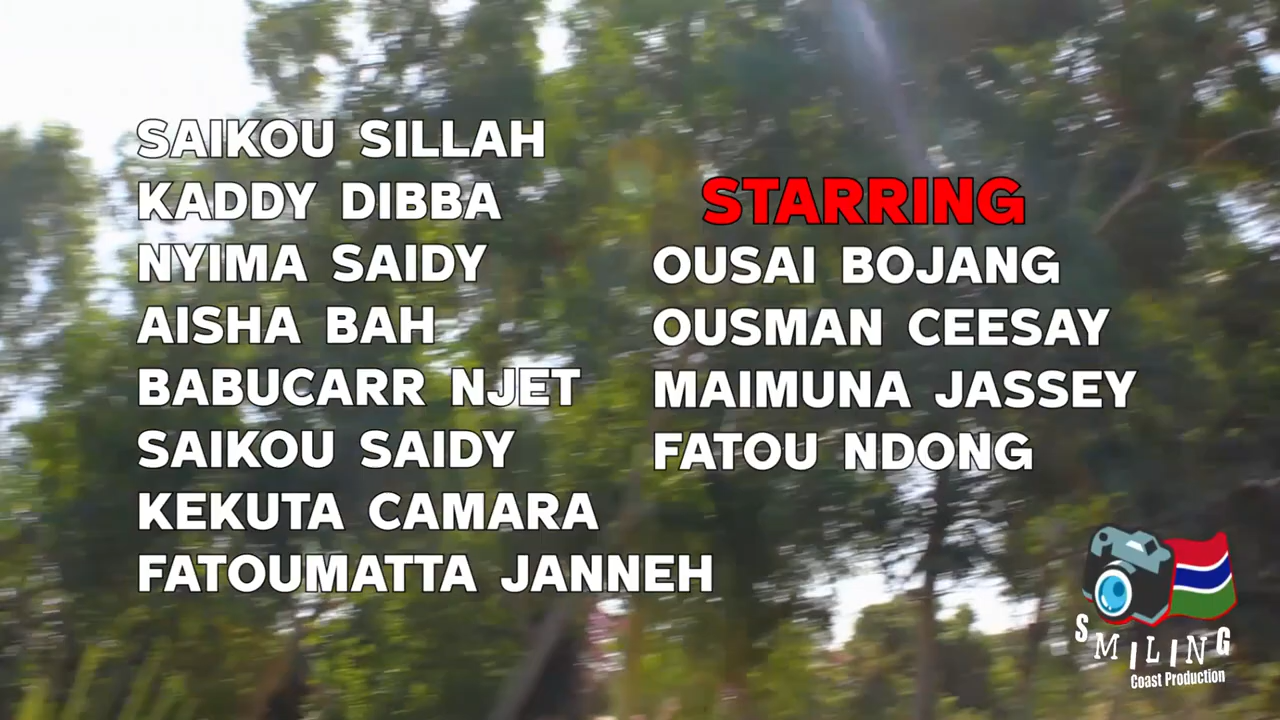 SAIKOU SILLAH
KADDY DIBBA
NYIMA SAIDY
AISHA BAH
BABUCARR NJET
SAIKOU SAIDY
KEKUTA CAMARA
FATOUMATTA JANNEH
STARRING
OUSAI BOJANG
OUSMAN CEESAY
MAIMUNA JASSEY
FATOU NDONG
SMILING
Coast Production